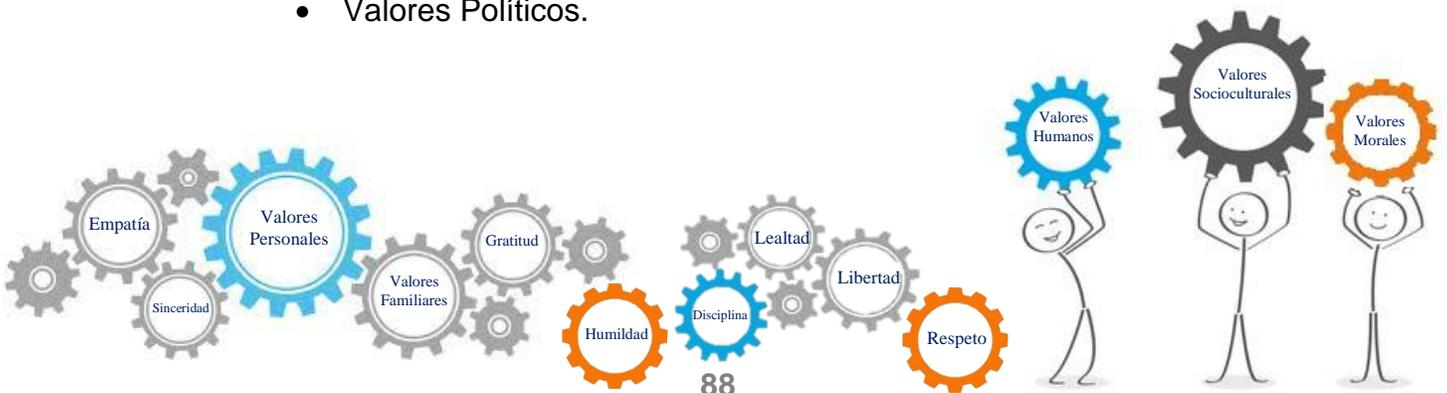 • Valores Políticos.
Empatía
Sinceridad
Valores
Personales
Valores
Familiares
Gratitud
Humildad
Disciplina
Lealtad
Libertad
Respeto
Valores
Humanos
Valores
Socioculturales
Valores
Morales
88